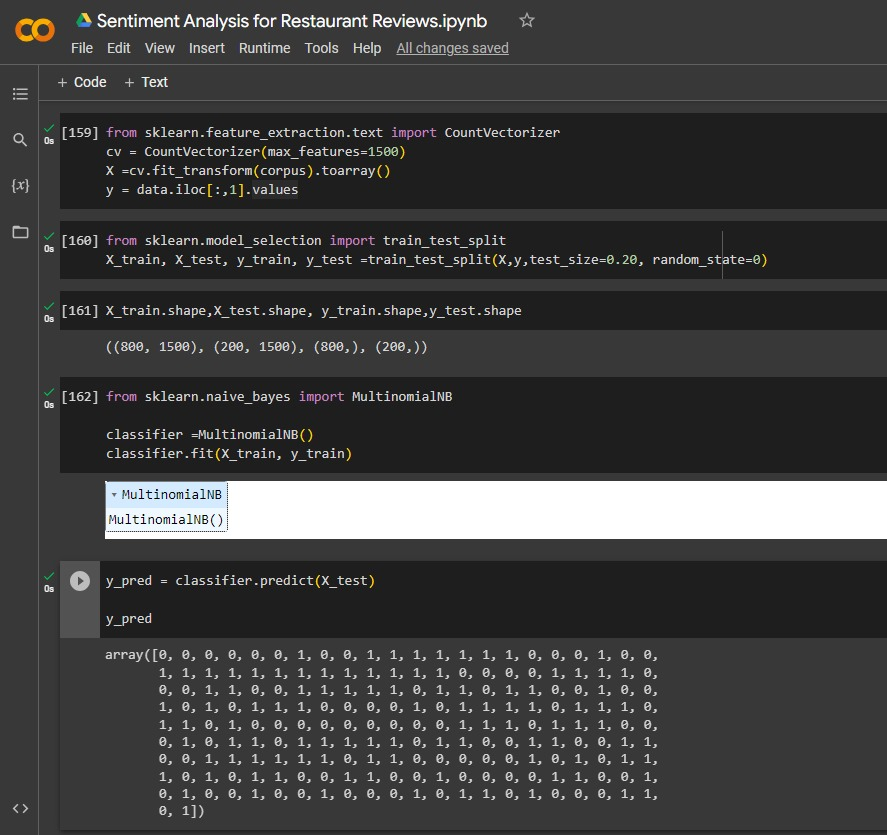 Sentiment Analysis for Restaurant Reviews.ipynb
File Edit View Insert Runtime Tools Help All changes saved
+ Code + Text
[159] from sklearn.feature_extraction.text import CountVectorizer
0s cv = CountVectorizer(max_features=1500)
X =cv.fit_transform(corpus).toarray()
y = data.iloc[:,1].values
[160] from sklearn.model_selection import train_test_split
0s X_train, X_test, y_train, y_test =train_test_split(X,y,test_size=0.20, random_state=0)
[161] X_train.shape,X_test.shape, y_train.shape,y_test.shape
0s
((800, 1500), (200, 1500), (800,), (200,))
[162] from sklearn.naive_bayes import MultinomialNB
0s
classifier =MultinomialNB()
classifier.fit(X_train, y_train)
▾ MultinomialNB
MultinomialNB()
y_pred = classifier.predict(X_test)
0s
y_pred
array([0, 0, 0, 0, 0, 0, 1, 0, 0, 1, 1, 1, 1, 1, 1, 1, 0, 0, 0, 1, 0, 0,
1, 1, 1, 1, 1, 1, 1, 1, 1, 1, 1, 1, 1, 0, 0, 0, 0, 1, 1, 1, 1, 0,
0, 0, 1, 1, 0, 0, 1, 1, 1, 1, 1, 0, 1, 1, 0, 1, 1, 0, 0, 1, 0, 0,
1, 0, 1, 0, 1, 1, 1, 0, 0, 0, 0, 1, 0, 1, 1, 1, 1, 0, 1, 1, 1, 0,
1, 1, 0, 1, 0, 0, 0, 0, 0, 0, 0, 0, 0, 1, 1, 1, 0, 1, 1, 1, 0, 0,
0, 1, 0, 1, 1, 0, 1, 1, 1, 1, 1, 0, 1, 1, 0, 0, 1, 1, 0, 0, 1, 1,
0, 0, 1, 1, 1, 1, 1, 1, 0, 1, 1, 0, 0, 0, 0, 0, 1, 0, 1, 0, 1, 1,
1, 0, 1, 0, 1, 1, 0, 0, 1, 1, 0, 0, 1, 0, 0, 0, 0, 1, 1, 0, 0, 1,
0, 1, 0, 0, 1, 0, 0, 1, 0, 0, 0, 1, 0, 1, 1, 0, 1, 0, 0, 0, 1, 1,
0, 1])